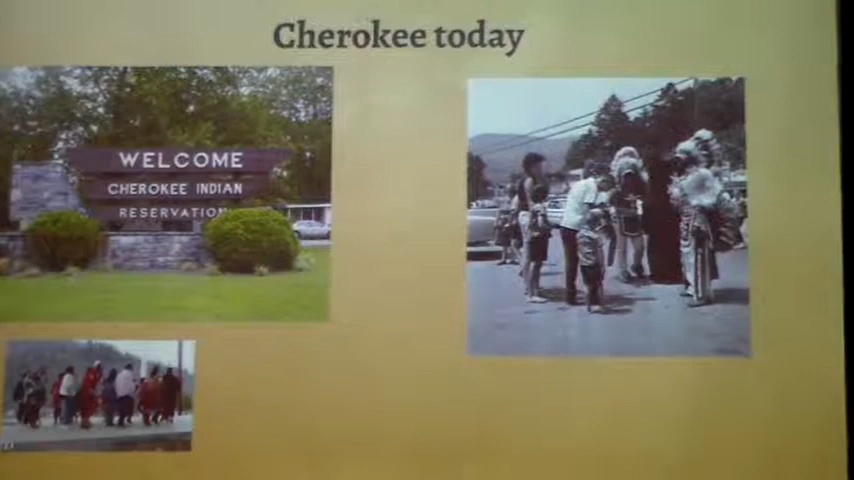 Cherokee today
WELCOME
CHEROKEE INDIAN
RESERVATION